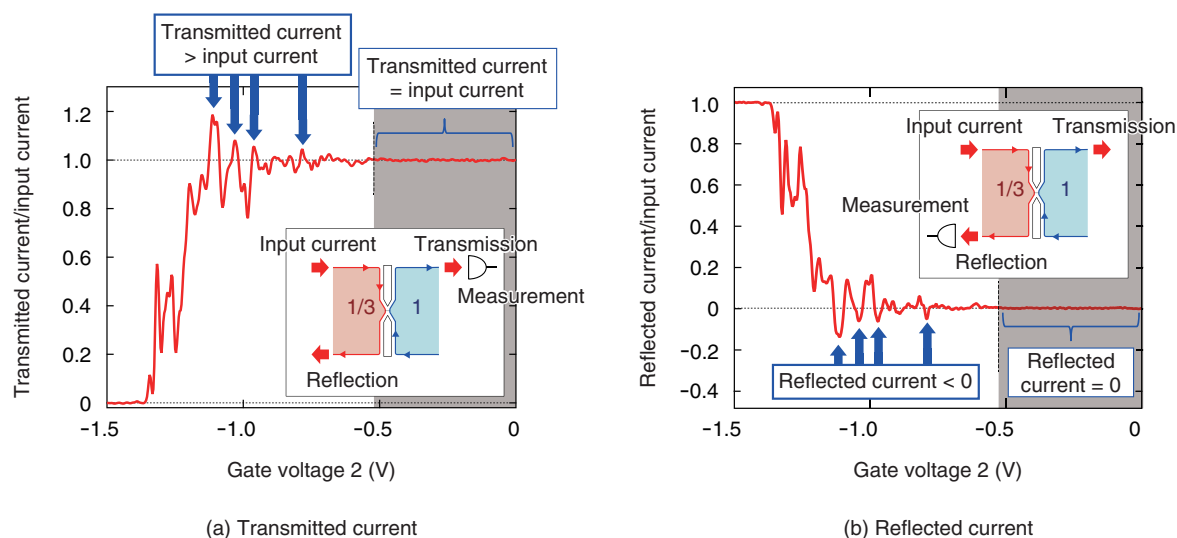 Transmitted current
> input current
Transmitted current
= input current
Transmitted current/input current
1.2
1.0
0.8
0.6
0.4
0.2
0
Input current
Transmission
1/3
1
Measurement
Reflection
−1.5
−1.0
−0.5
0
Gate voltage 2 (V)
(a) Transmitted current
Reflected current/input current
1.0
0.8
0.6
0.4
0.2
0
−0.2
0.4
Input current
Transmission
1/3
1
Measurement
Reflection
Reflected current < 0
Reflected
current = 0
−1.5
−1.0
−0.5
0
Gate voltage 2 (V)
(b) Reflected current